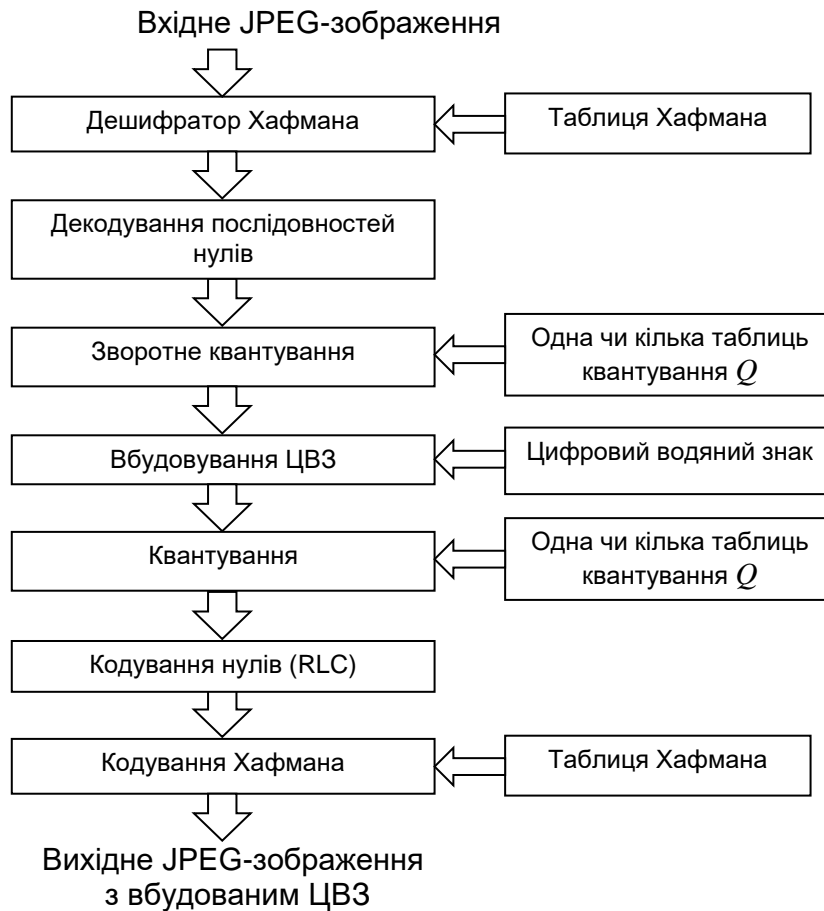 Вхідне JPEG-зображення
Дешифратор Хафмана
Таблиця Хафмана
Декодування послідовностей
нулів
Зворотне квантування
Одна чи кілька таблиць
квантування Q
Вбудовування ЦВЗ
Цифровий водяний знак
Квантування
Одна чи кілька таблиць
квантування Q
Кодування нулів (RLC)
Кодування Хафмана
Таблиця Хафмана
Вихідне JPEG-зображення
з вбудованим ЦВЗ